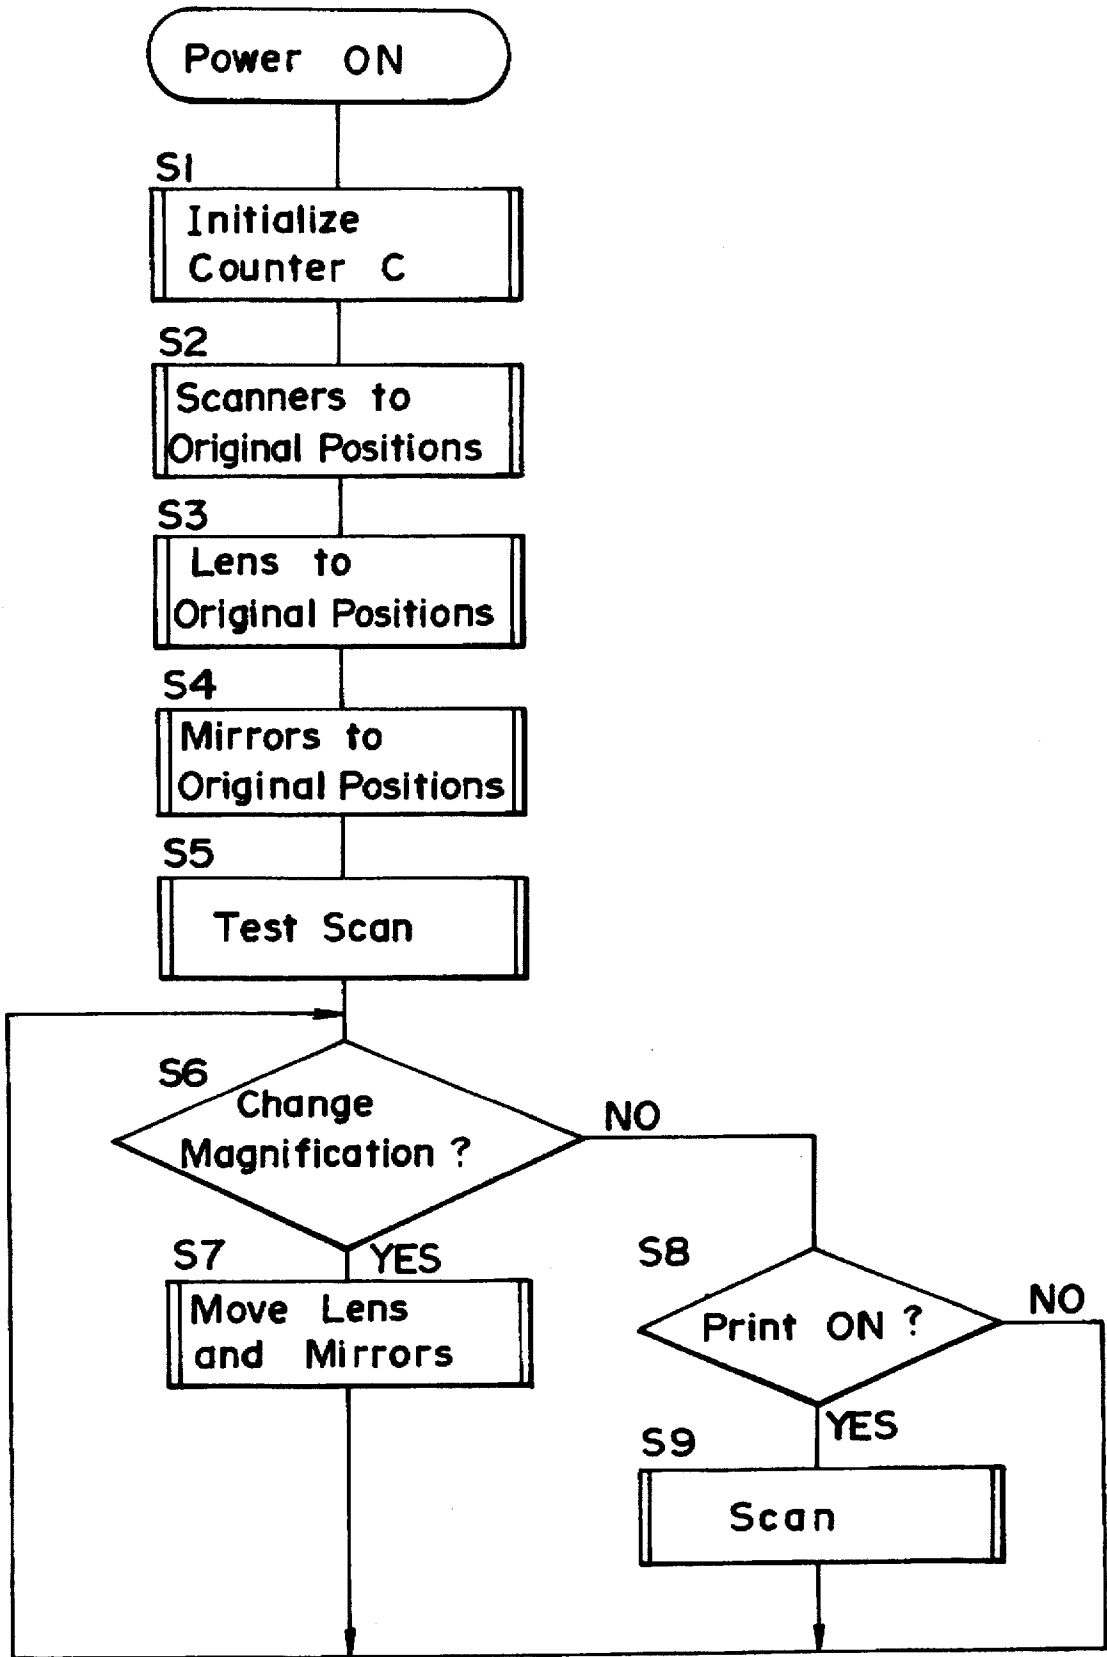 Power ON
S1
Initialize
Counter C
S2
Scanners to
Original Positions
S3
Lens to
Original Positions
S4
Mirrors to
Original Positions
S5
Test Scan
S6
Change
Magnification ?
NO
S7
YES
Move Lens
and Mirrors
S8
Print ON ?
NO
YES
S9
Scan